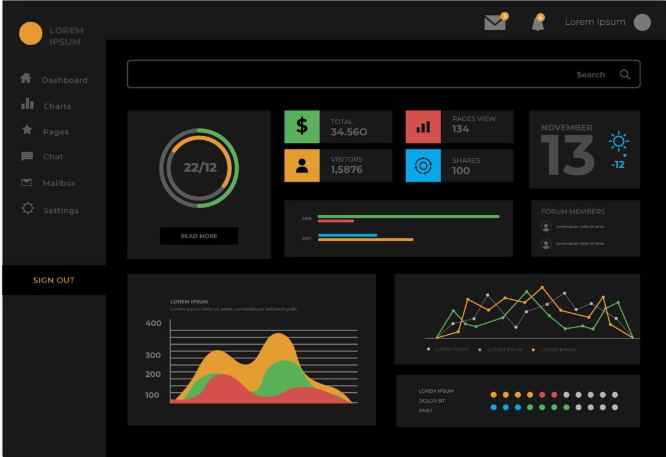 LOREM
IPSUM
Lorem Ipsum
Dashboard
Charts
Pages
Chat
Mailbox
Settings
SIGN OUT
Search
22/12
READ MORE
TOTAL
34.560
PAGES VIEW
134
VISITORS
1,5876
SHARES
100
NOVEMBER
13
-12
2017
FORUM MEMBERS
Lorem ipsum dolor sit amet
Lorem ipsum dolor sit amet
LOREM IPSUM
Lorem ipsum dolor sit amet, consectetuer adipiscing elit,
400
300
200
100
LOREM IPSUM
LOREM IPSUM
LOREM IPSUM
LOREM IPSUM
DOLOR SIT
AMET